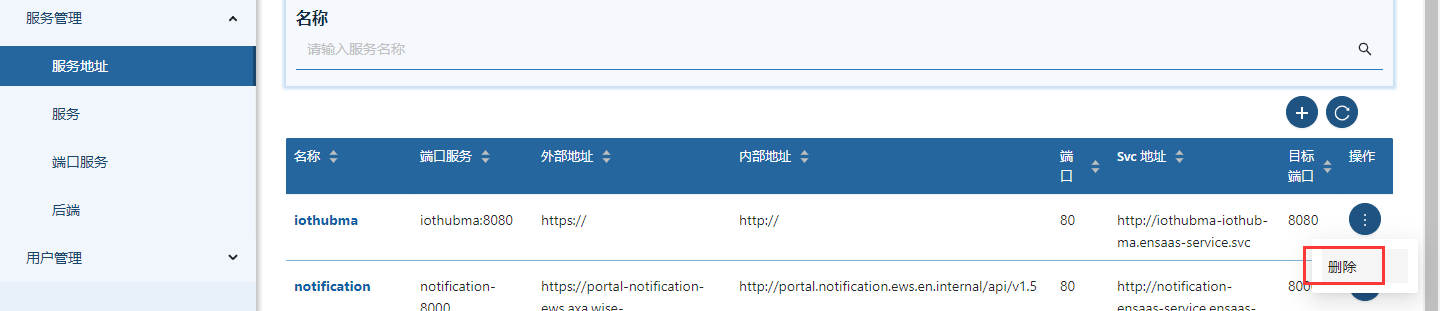 服务管理
服务地址
服务
端口服务
后端
用户管理
名称
请输入服务名称
名称 端口服务 外部地址 内部地址 端口 Svc 地址 目标端口 操作
iothubma iothubma:8080 https:// http:// 80 http://iothubma-iothub- 8080
ma.ensaas-service.svc
删除
notification notification- https://portal-notification- http://portal.notification.ews.en.internal/api/v1.5 80 http://notification-
8000 ews.axa.wise- ensaas-service.ensaas-